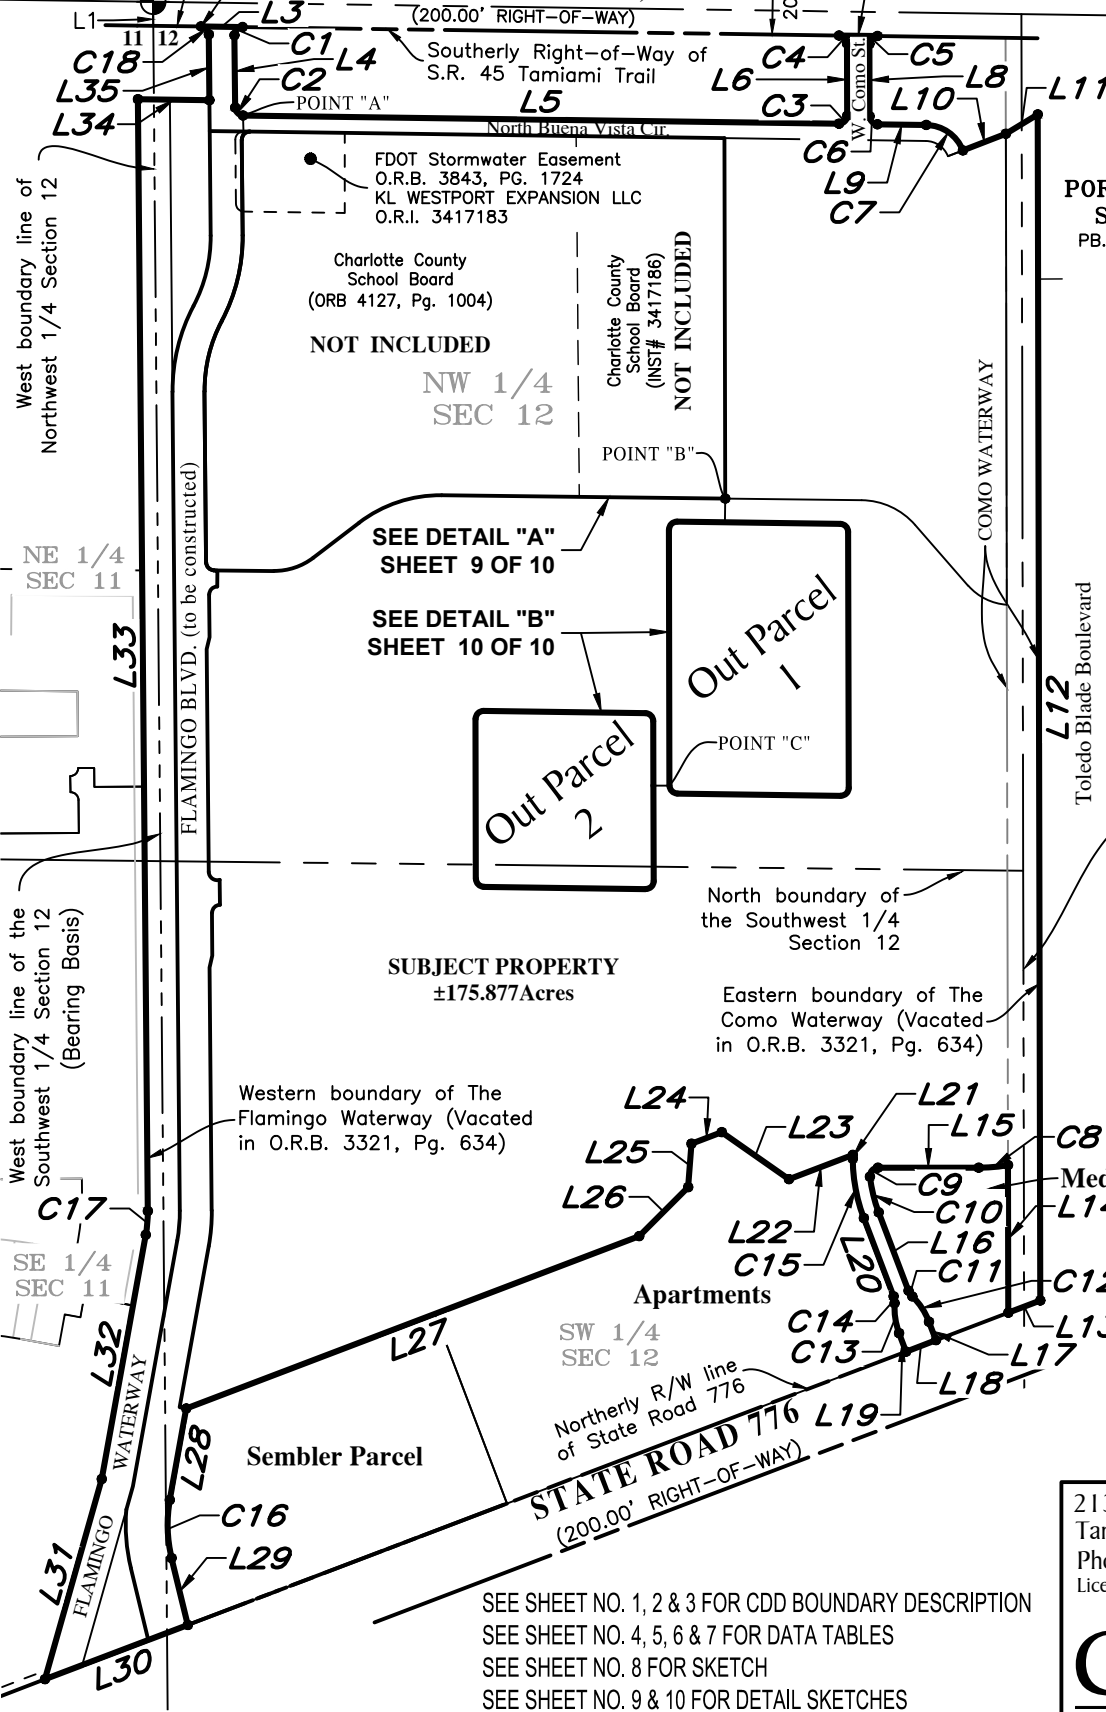 L1
L3
(200.00' RIGHT-OF-WAY)
20
11 12
C18
C1
L4
C2
L35
L34
POINT "A"
Southerly Right-of-Way of
S.R. 45 Tamiami Trail
L5
C4
C5
L6
L8
W. Como St.
C3
L10
L11
North Buena Vista Cir.
C6
L9
C7
FDOT Stormwater Easement
O.R.B. 3843, PG. 1724
KL WESTPORT EXPANSION LLC
O.R.I. 3417183
POR
S
PB.
West boundary line of
Northwest 1/4 Section 12
Charlotte County
School Board
(ORB 4127, Pg. 1004)
NOT INCLUDED
Charlotte County
School Board
(INST# 3417186)
NOT INCLUDED
NW 1/4
SEC 12
POINT "B"
COMO WATERWAY
SEE DETAIL "A"
SHEET 9 OF 10
NE 1/4
SEC 11
FLAMINGO BLVD. (to be constructed)
SEE DETAIL "B"
SHEET 10 OF 10
Out Parcel
1
L33
L12
Toledo Blade Boulevard
POINT "C"
Out Parcel
2
North boundary of
the Southwest 1/4
Section 12
West boundary line of the
Southwest 1/4 Section 12
(Bearing Basis)
SUBJECT PROPERTY
±175.877Acres
Eastern boundary of The
Como Waterway (Vacated
in O.R.B. 3321, Pg. 634)
Western boundary of The
Flamingo Waterway (Vacated
in O.R.B. 3321, Pg. 634)
L24
L21
L23
L15
C8
L25
C9
Med
L26
C10
L14
C17
L22
L16
C15
L20
C11
SE 1/4
SEC 11
C12
Apartments
C14
L13
SW 1/4
SEC 12
C13
L17
L27
L32
L18
Northerly R/W line
of State Road 776
L19
WATERWAY
STATE ROAD 776
(200.00' RIGHT-OF-WAY)
Sembler Parcel
L28
C16
L29
L31
FLAMINGO
L30
213
Tan
Pho
Lice
C
SEE SHEET NO. 1, 2 & 3 FOR CDD BOUNDARY DESCRIPTION
SEE SHEET NO. 4, 5, 6 & 7 FOR DATA TABLES
SEE SHEET NO. 8 FOR SKETCH
SEE SHEET NO. 9 & 10 FOR DETAIL SKETCHES